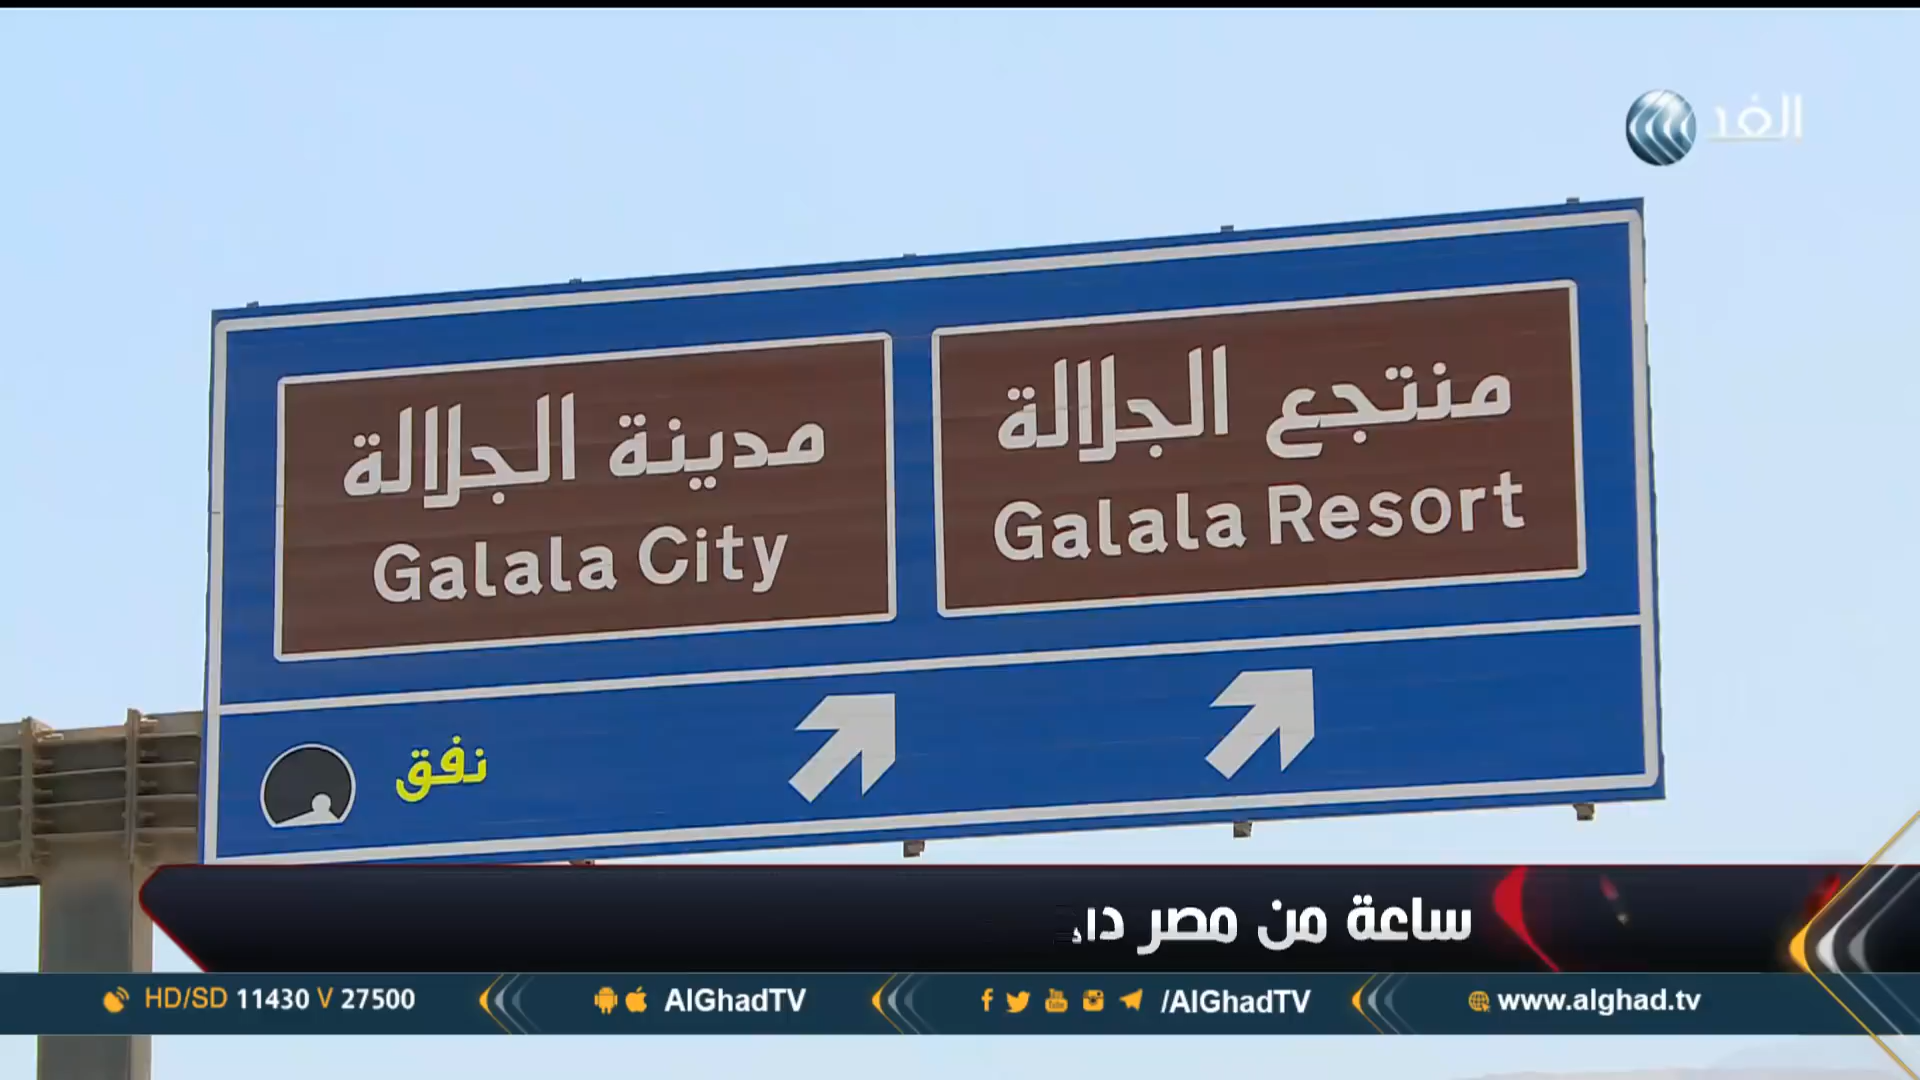 الغد
منتجع الجلالة
Galala Resort
مدينة الجلالة
Galala City
نفق
ساعة من مصر
HD/SD 11430 V 27500
AlGhadTV
/AlGhadTV
www.alghad.tv